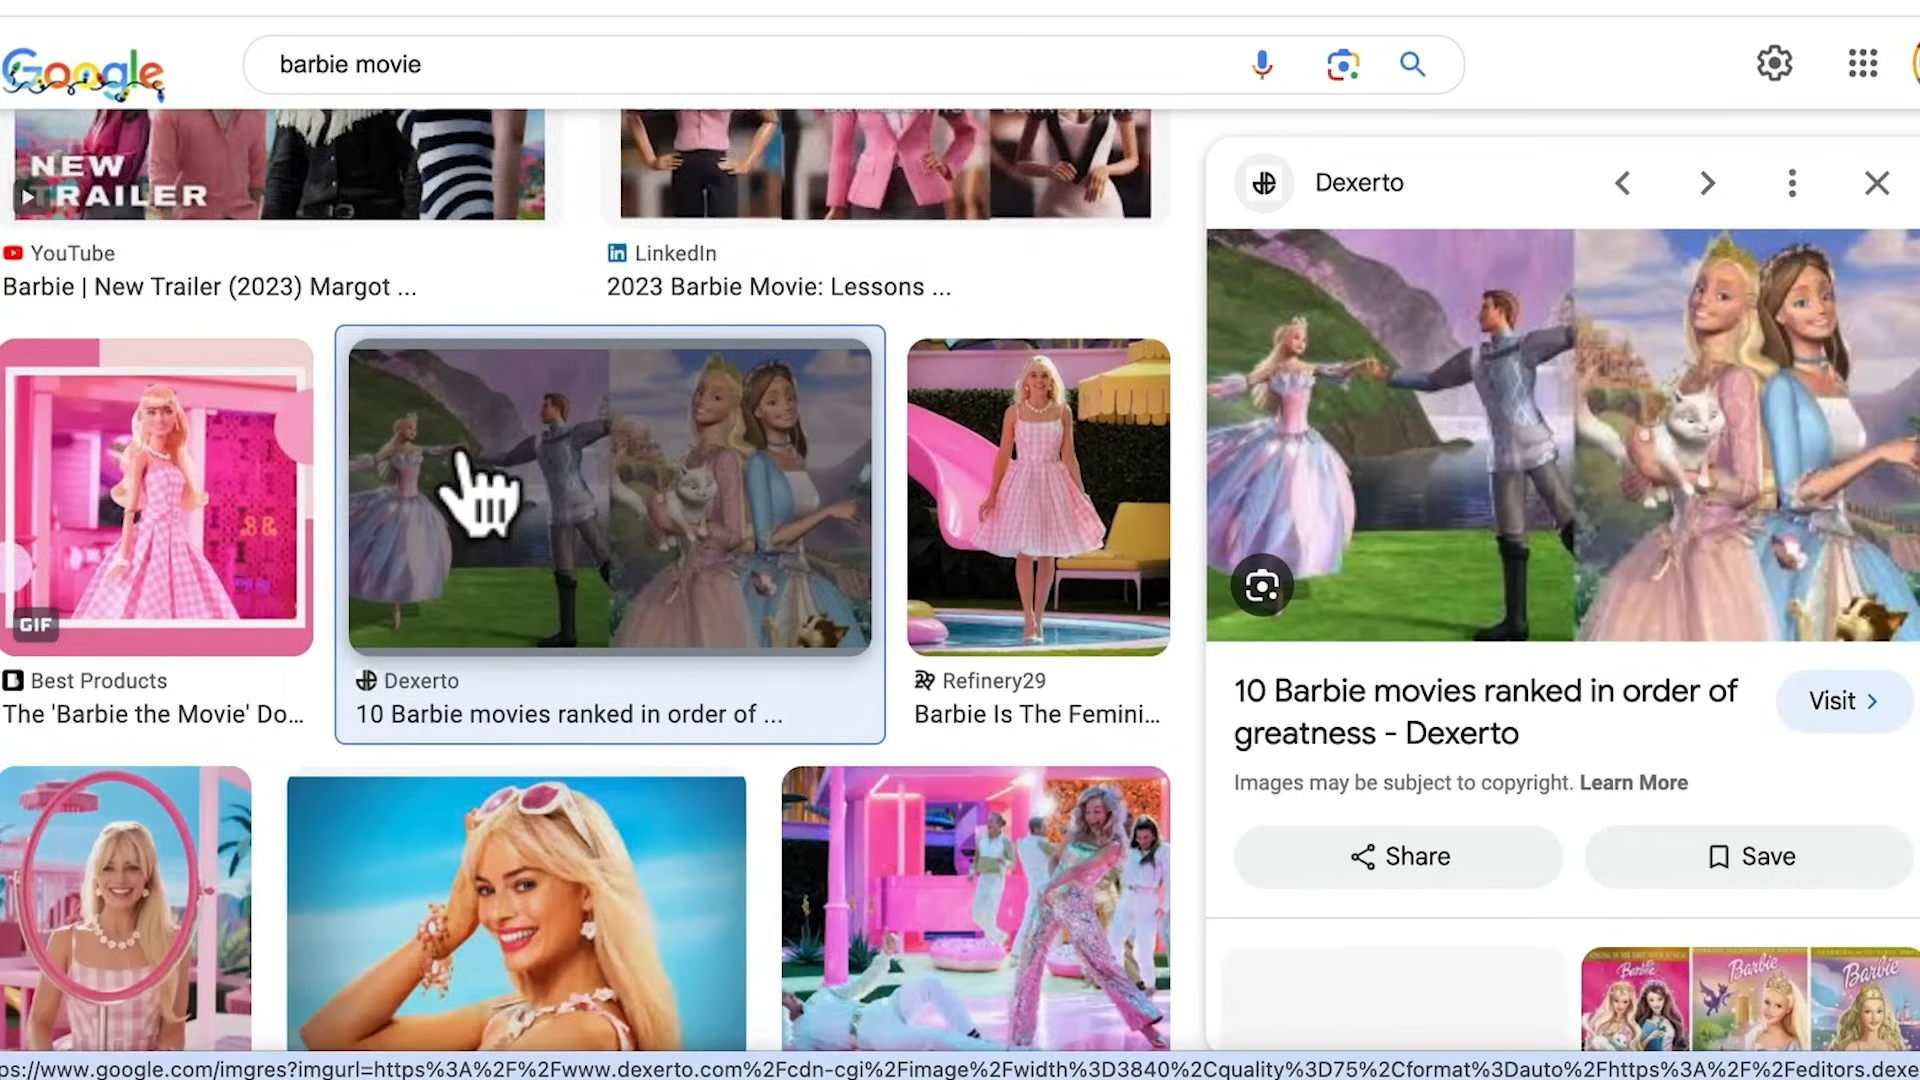 Google
barbie movie
NEW
TRAILER
YouTube
Barbie | New Trailer (2023) Margot ...
LinkedIn
2023 Barbie Movie: Lessons ...
GIF
Best Products
The 'Barbie the Movie' Do...
Dexerto
10 Barbie movies ranked in order of ...
Refinery29
Barbie Is The Femini...
Dexerto
10 Barbie movies ranked in order of
greatness - Dexerto
Visit
Images may be subject to copyright. Learn More
Share
Save
Barbie
Barbie
Barbie
ps://www.google.com/imgres?imgurl=https%3A%2F%2Fwww.dexerto.com%2Fcdn-cgi%2Fimage%2Fwidth%3D3840%2Cquality%3D75%2Cformat%3Dauto%2Fhttps%3A%2F%2Feditors.dexe